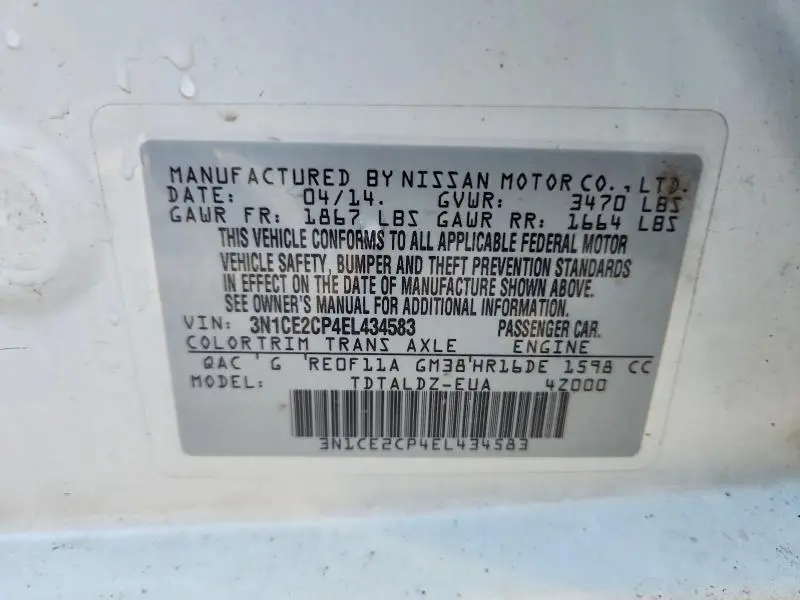 MANUFACTURED BY NISSAN MOTOR CO., LTD.
DATE: 04/14. GVWR: 3470 LBS
GAWR FR: 1867 LBS GAWR RR: 1664 LBS
THIS VEHICLE CONFORMS TO ALL APPLICABLE FEDERAL MOTOR
VEHICLE SAFETY, BUMPER AND THEFT PREVENTION STANDARDS
IN EFFECT ON THE DATE OF MANUFACTURE SHOWN ABOVE.
SEE OWNER'S MANUAL FOR ADDITIONAL INFORMATION.
VIN: 3N1CE2CP4EL434583 PASSENGER CAR.
COLOR TRIM TRANS AXLE ENGINE
QAC G RE0F11A GM38 HR16DE 1598 CC
MODEL: TDTALDZ-EUA 4Z000
3N1CE2CP4EL434583